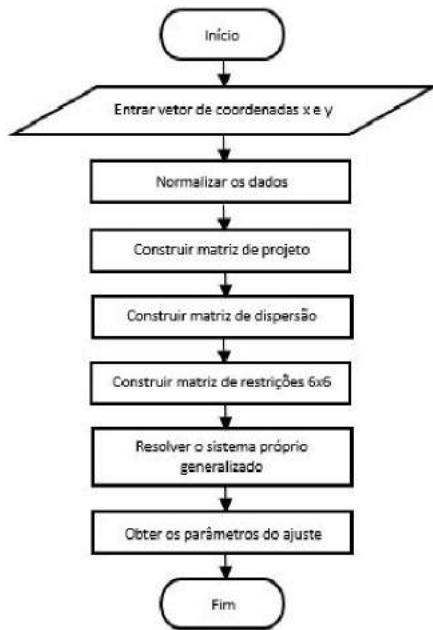 Início
Entrar vetor de coordenadas x e y
Normalizar os dados
Construir matriz de projeto
Construir matriz de dispersão
Construir matriz de restrições 6x6
Resolver o sistema próprio
generalizado
Obter os parâmetros do ajuste
Fim